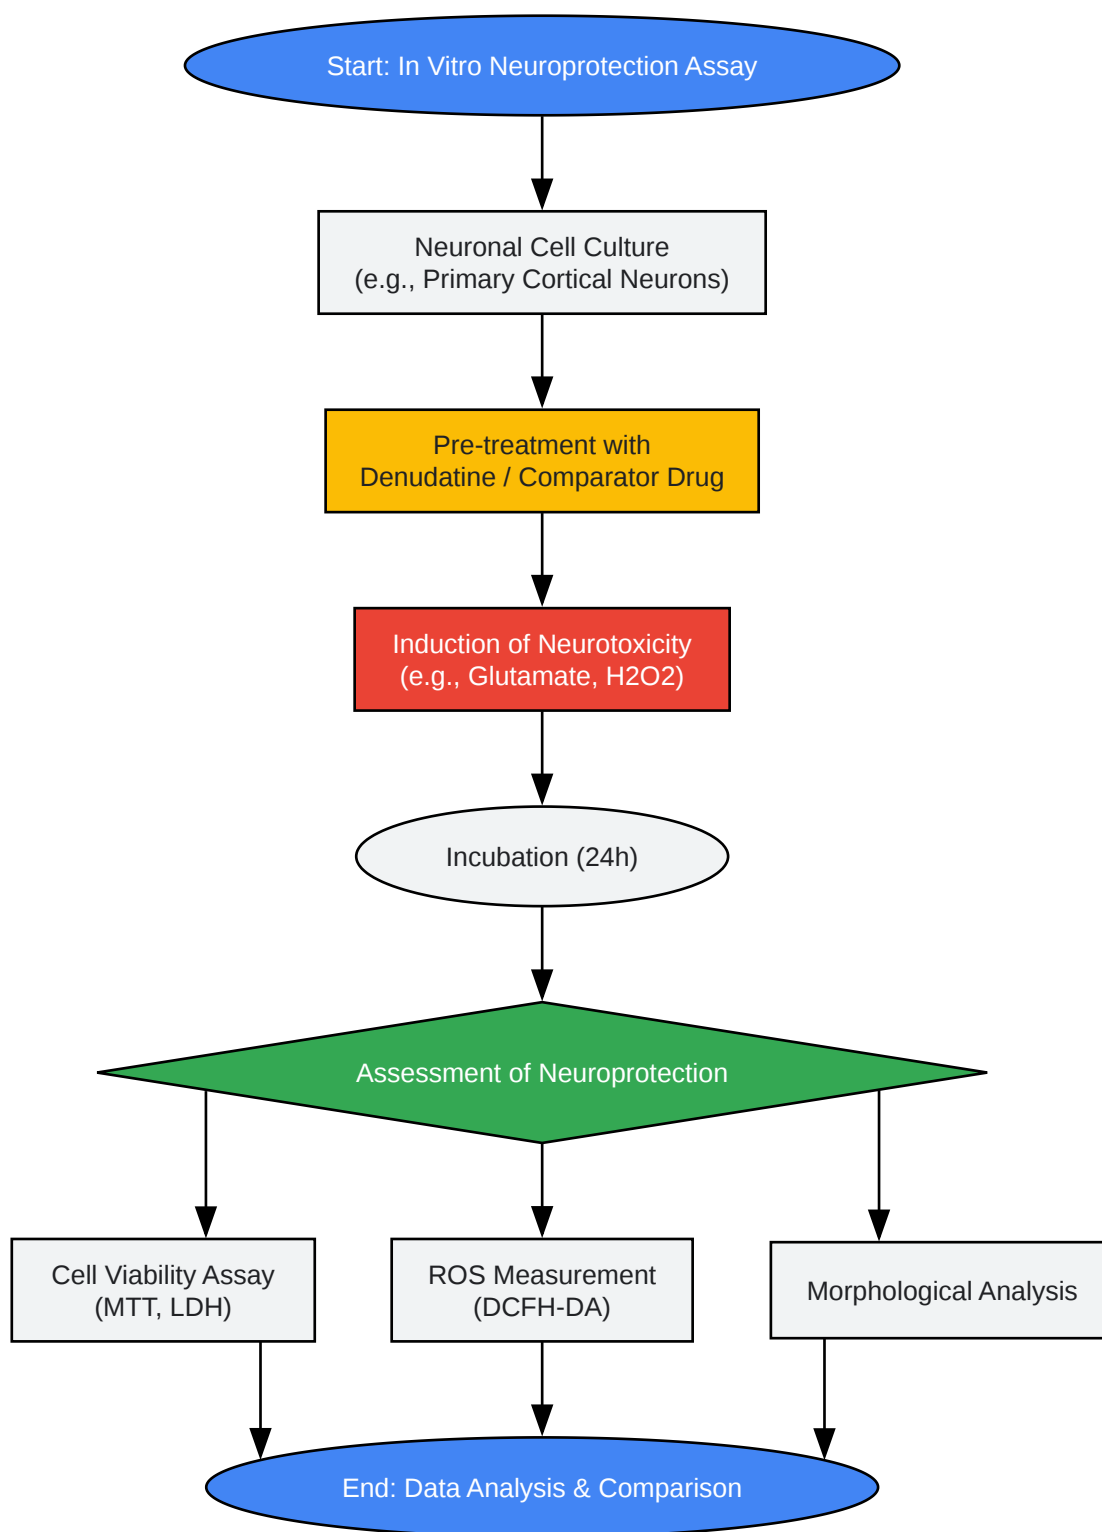 Start: In Vitro Neuroprotection Assay
Neuronal Cell Culture
(e.g., Primary Cortical Neurons)
Pre-treatment with
Denudatine / Comparator Drug
Induction of Neurotoxicity
(e.g., Glutamate, H2O2)
Incubation (24h)
Assessment of Neuroprotection
Cell Viability Assay
(MTT, LDH)
ROS Measurement
(DCFH-DA)
Morphological Analysis
End: Data Analysis & Comparison